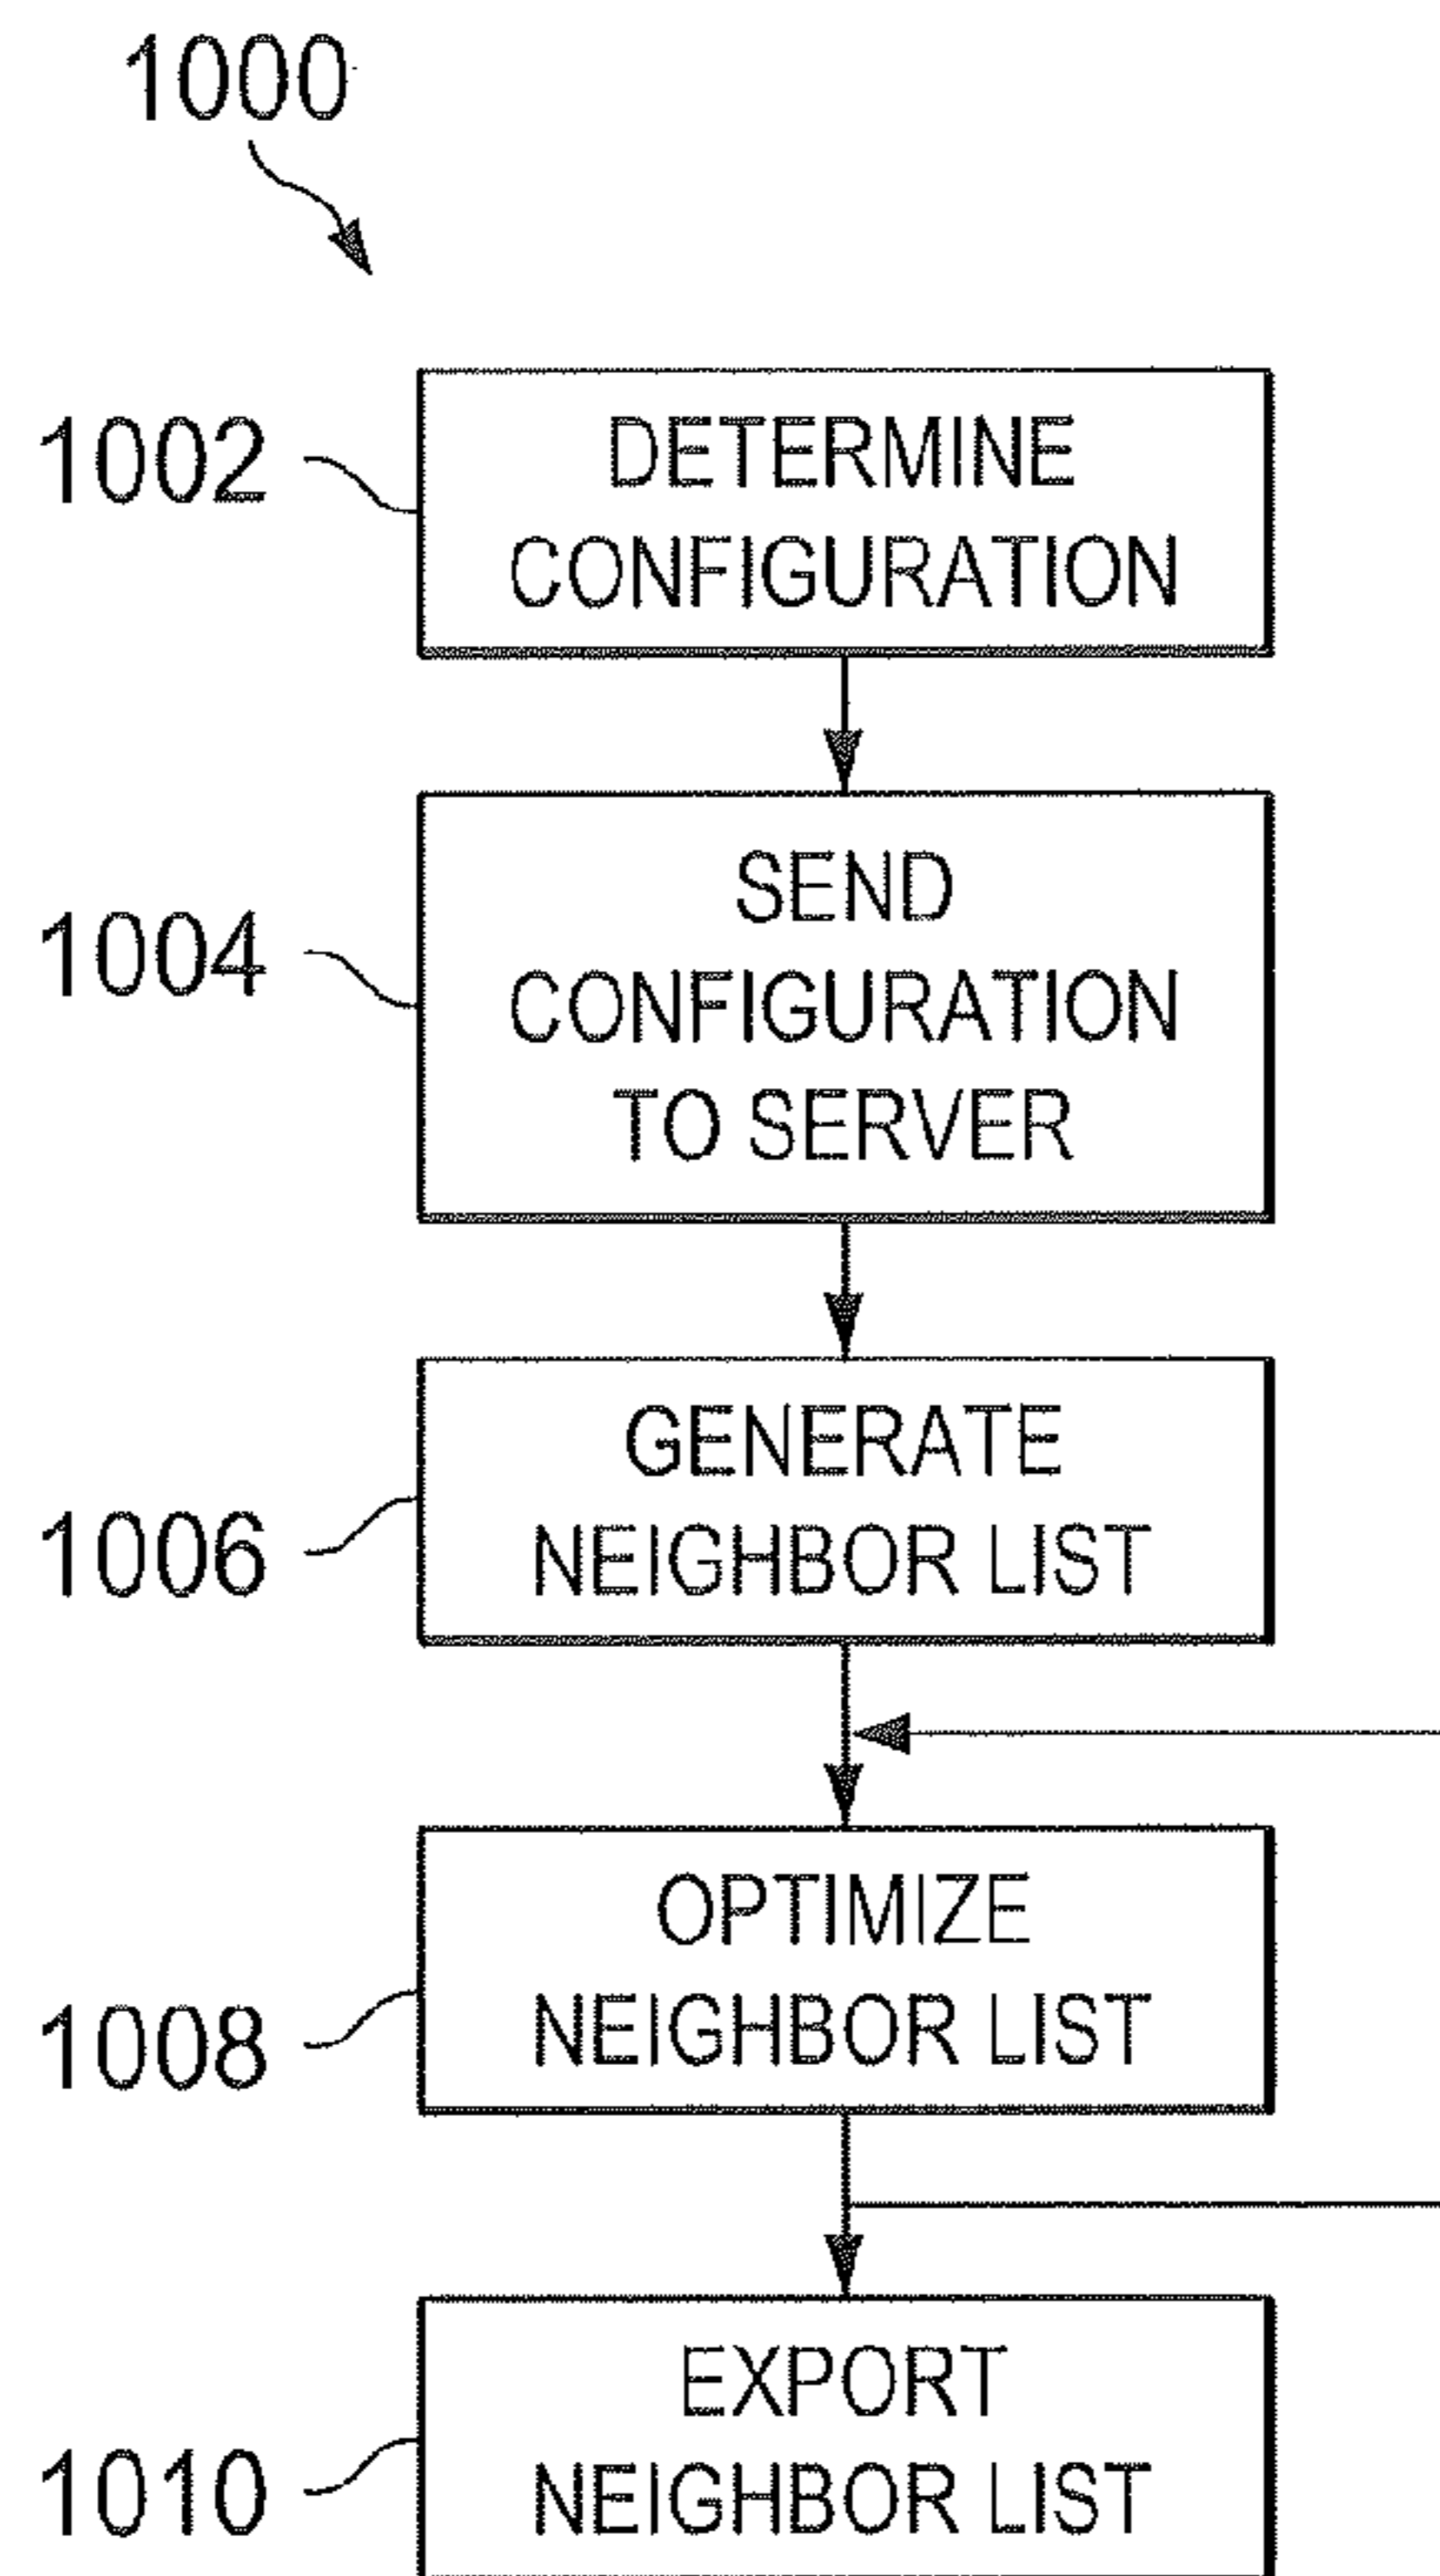 1000
1002
DETERMINE
CONFIGURATION
1004
SEND
CONFIGURATION
TO SERVER
1006
GENERATE
NEIGHBOR LIST
1008
OPTIMIZE
NEIGHBOR LIST
1010
EXPORT
NEIGHBOR LIST